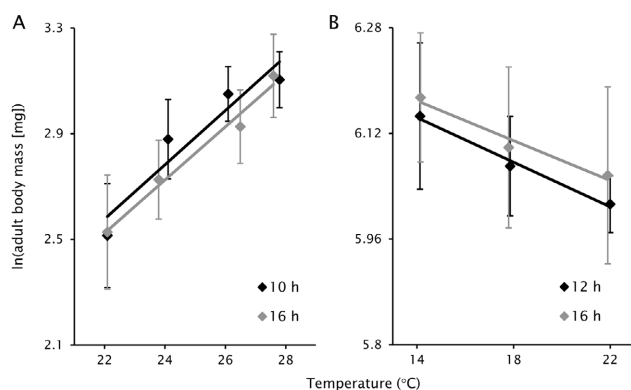 A
B
ln(adult body mass [mg])
3.3
2.9
2.5
2.1
22
24
26
28
10 h
16 h
6.28
6.12
5.96
5.8
14
18
22
12 h
16 h
Temperature (°C)